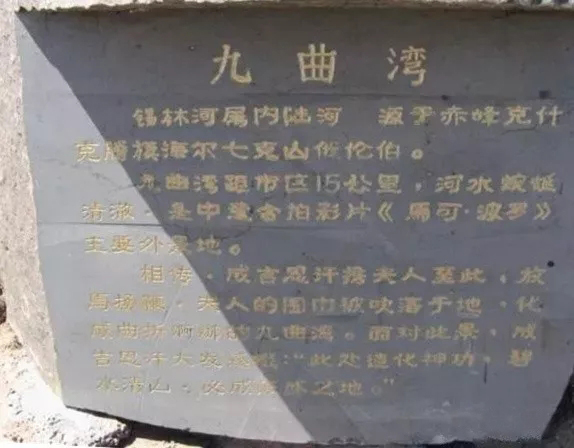 九曲湾
锡林河属内陆河 源于赤峰克什
克腾旗海尔七克山倏伦伯。
九曲湾距市区15公里，河水蜿蜒
清澈，是中意合拍影片《马可·波罗》
主要外景地。
相传，成吉思汗携夫人至此，放
马扬鞭，夫人的围巾被吹落于地，化
成曲折婀娜的九曲湾。面对此景，成
吉思汗大发感慨："此处造化神功，碧
水清山，必成之地。"